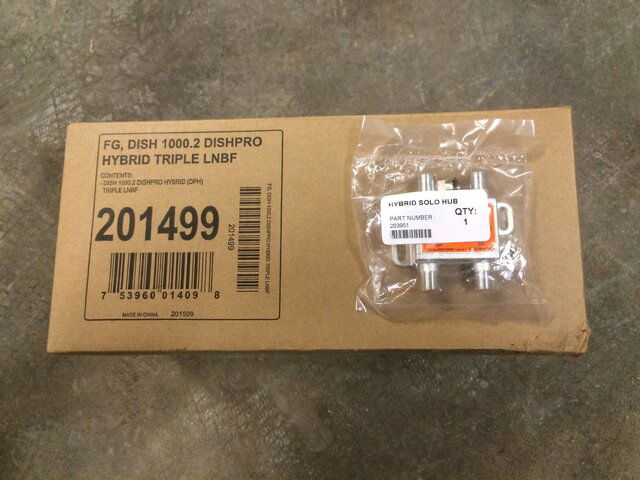 FG, DISH 1000.2 DISHPRO
HYBRID TRIPLE LNBF
CONTENTS:
- DISH 1000.2 DISHPRO HYBRID (DPH)
TRIPLE LNBF
201499
7 53960 01409 8
MADE IN CHINA 201509
201499
FG, DISH 1000.2 DISHPRO HYBRID TRIPLE LNBF
HYBRID SOLO HUB
PART NUMBER :
203951
QTY:
1